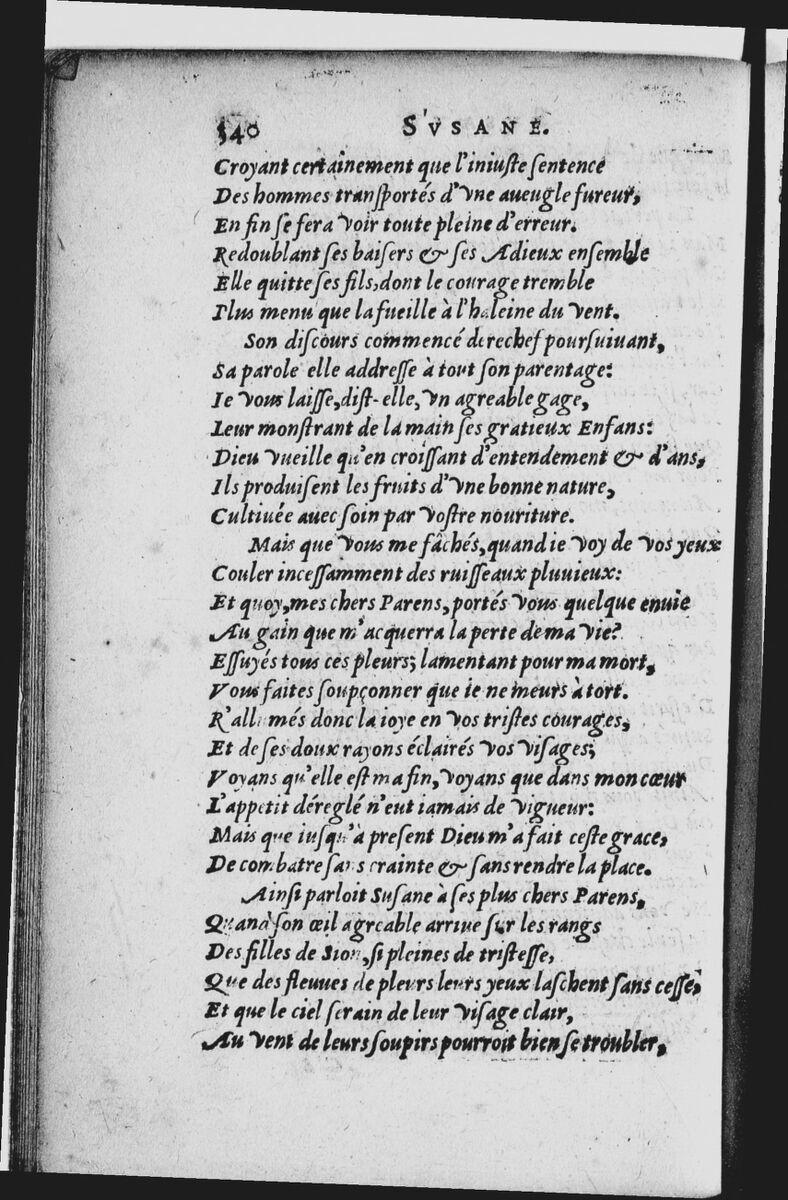 340 SVSANE.
Croyant certainement que l'iniuſte ſentence
Des hommes tranſportés d'vne aueugle fureur,
En fin ſe fera voir toute pleine d'erreur.
Redoublant ſes baiſers & ſes Adieux enſemble
Elle quitte ſes fils, dont le courage tremble
Plus menu que la fueille à l'haleine du vent.
Son diſcours commencé derechef pourſuiuant,
Sa parole elle addreſſe à tout ſon parentage:
Ie vous laiſſe, diſt-elle, vn agreable gage,
Leur monſtrant de la main ſes gratieux Enfans:
Dieu vueille qu'en croiſſant d'entendement & d'ans,
Ils produiſent les fruits d'vne bonne nature,
Cultiuée auec ſoin par voſtre nouriture.
Mais que vous me fâchés, quand ie voy de vos yeux
Couler inceſſamment des ruiſſeaux pluuieux:
Et quoy, mes chers Parens, portés vous quelque enuie
Au gain que m'acquerra la perte de ma vie?
Eſſuyés tous ces pleurs; lamentant pour ma mort,
Vous faites ſoupçonner que ie ne meurs à tort.
R'allumés donc la ioye en vos triſtes courages,
Et de ſes doux rayons éclairés vos viſages;
Voyans qu'elle eſt ma fin, voyans que dans mon cœur
L'appetit déreglé n'eut iamais de vigueur:
Mais que iuſqu'à preſent Dieu m'a fait ceſte grace,
De combatre ſans crainte & ſans rendre la place.
Ainſi parloit Suſane à ſes plus chers Parens,
Quand ſon œil agreable arriue ſur les rangs
Des filles de Sion, ſi pleines de triſteſſe,
Que des fleuues de pleurs leurs yeux laſchent ſans ceſſe,
Et que le ciel ſerain de leur viſage clair,
Au vent de leurs ſoupirs pourroit bien ſe troubler,